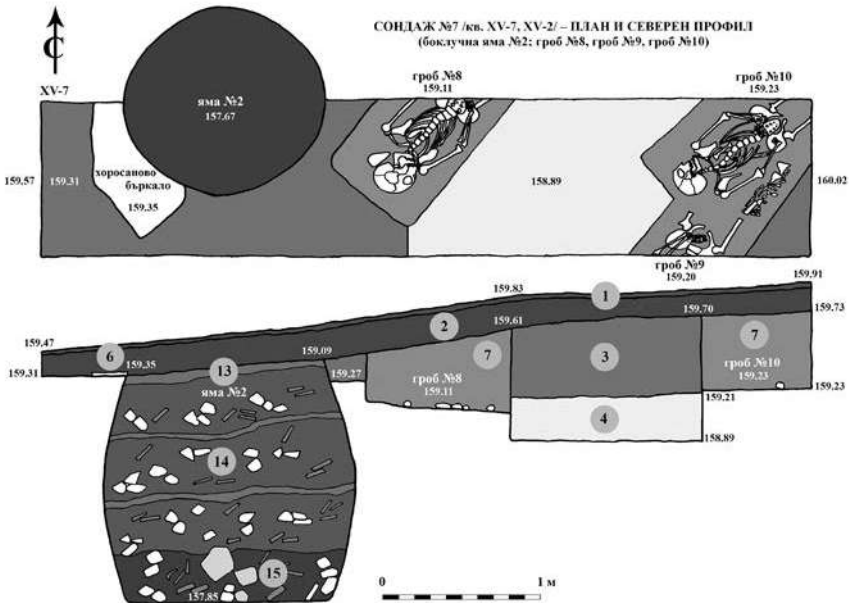 СОНДАЖ №7 /кв. XV-7, XV-2/ – ПЛАН И СЕВЕРЕН ПРОФИЛ
(боклучна яма №2; гроб №8, гроб №9, гроб №10)
С
XV-7
яма №2
157.67
гроб №8
159.11
гроб №10
159.23
159.57
159.31
хоросаново
бъркало
159.35
158.89
160.02
гроб №9
159.20
159.91
159.83
1
159.70
159.73
159.47
2
159.61
6
159.35
13
159.09
7
3
7
159.31
яма №2
159.27
гроб №8
159.11
гроб №10
159.23
159.23
159.21
4
158.89
14
15
157.85
0
1 м